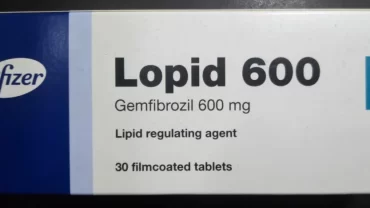 fizer
Lopid 600
Gemfibrozil 600 mg
Lipid regulating agent
30 filmcoated tablets